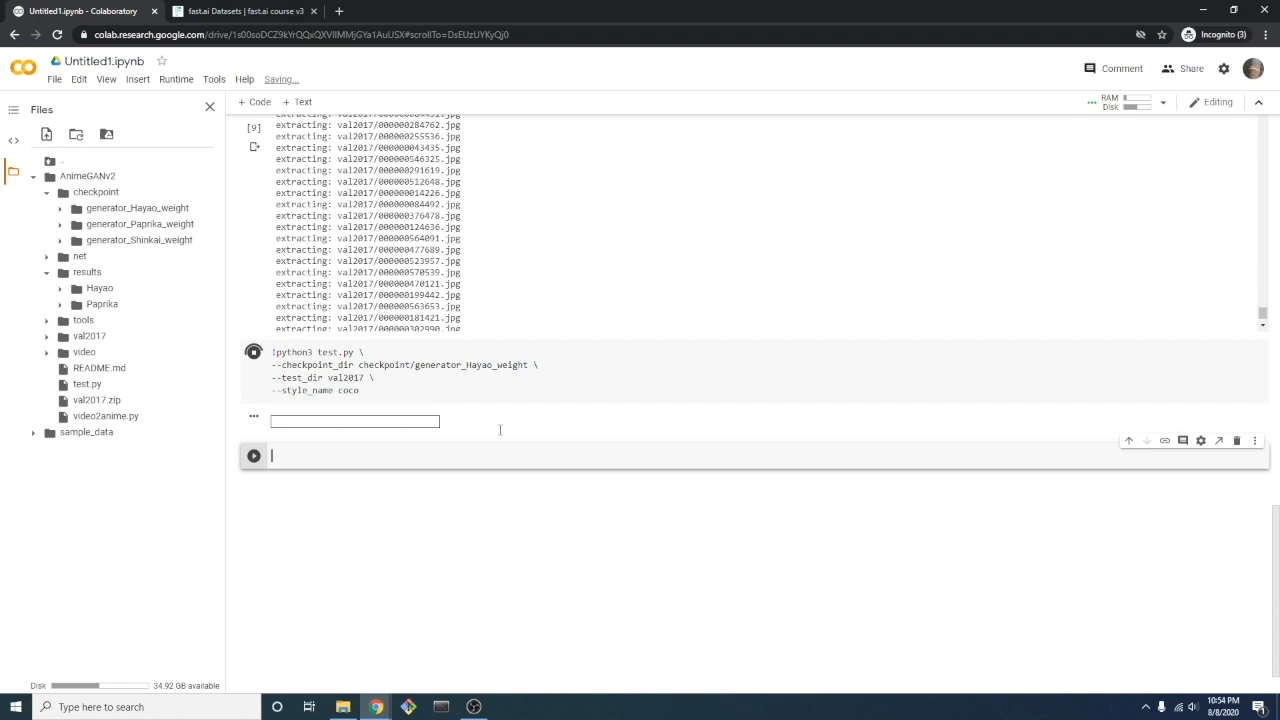 Untitled1.ipynb - Colaboratory
fast.ai Datasets | fast.ai course v3
colab.research.google.com/drive/1s00soDCZ9kYrQQxQXVIIMMjGYa1AuUSX#scrollTo=DsEUzUYKyQj0
Incognito (3)
Untitled1.ipynb
File Edit View Insert Runtime Tools Help Saving...
Comment Share
Files
+ Code + Text
RAM
Disk
Editing
..
AnimeGANv2
checkpoint
generator_Hayao_weight
generator_Paprika_weight
generator_Shinkai_weight
net
results
Hayao
Paprika
tools
val2017
video
README.md
test.py
val2017.zip
video2anime.py
sample_data
Disk 34.92 GB available
[9]
extracting: val2017/000000284762.jpg
extracting: val2017/000000255536.jpg
extracting: val2017/000000043435.jpg
extracting: val2017/000000546325.jpg
extracting: val2017/000000291619.jpg
extracting: val2017/000000512648.jpg
extracting: val2017/000000014226.jpg
extracting: val2017/000000084492.jpg
extracting: val2017/000000376478.jpg
extracting: val2017/000000124636.jpg
extracting: val2017/000000564091.jpg
extracting: val2017/000000477689.jpg
extracting: val2017/000000523957.jpg
extracting: val2017/000000570539.jpg
extracting: val2017/000000470121.jpg
extracting: val2017/000000199442.jpg
extracting: val2017/000000563653.jpg
extracting: val2017/000000181421.jpg
extracting: val2017/000000302990.jpg
!python3 test.py \
--checkpoint_dir checkpoint/generator_Hayao_weight \
--test_dir val2017 \
--style_name coco
Type here to search
10:54 PM
8/8/2020